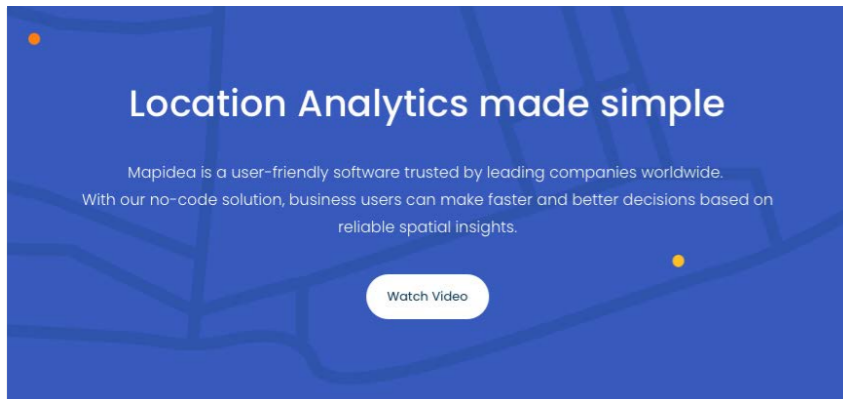 Location Analytics made simple
Mapidea is a user-friendly software trusted by leading companies worldwide.
With our no-code solution, business users can make faster and better decisions based on
reliable spatial insights.
Watch Video